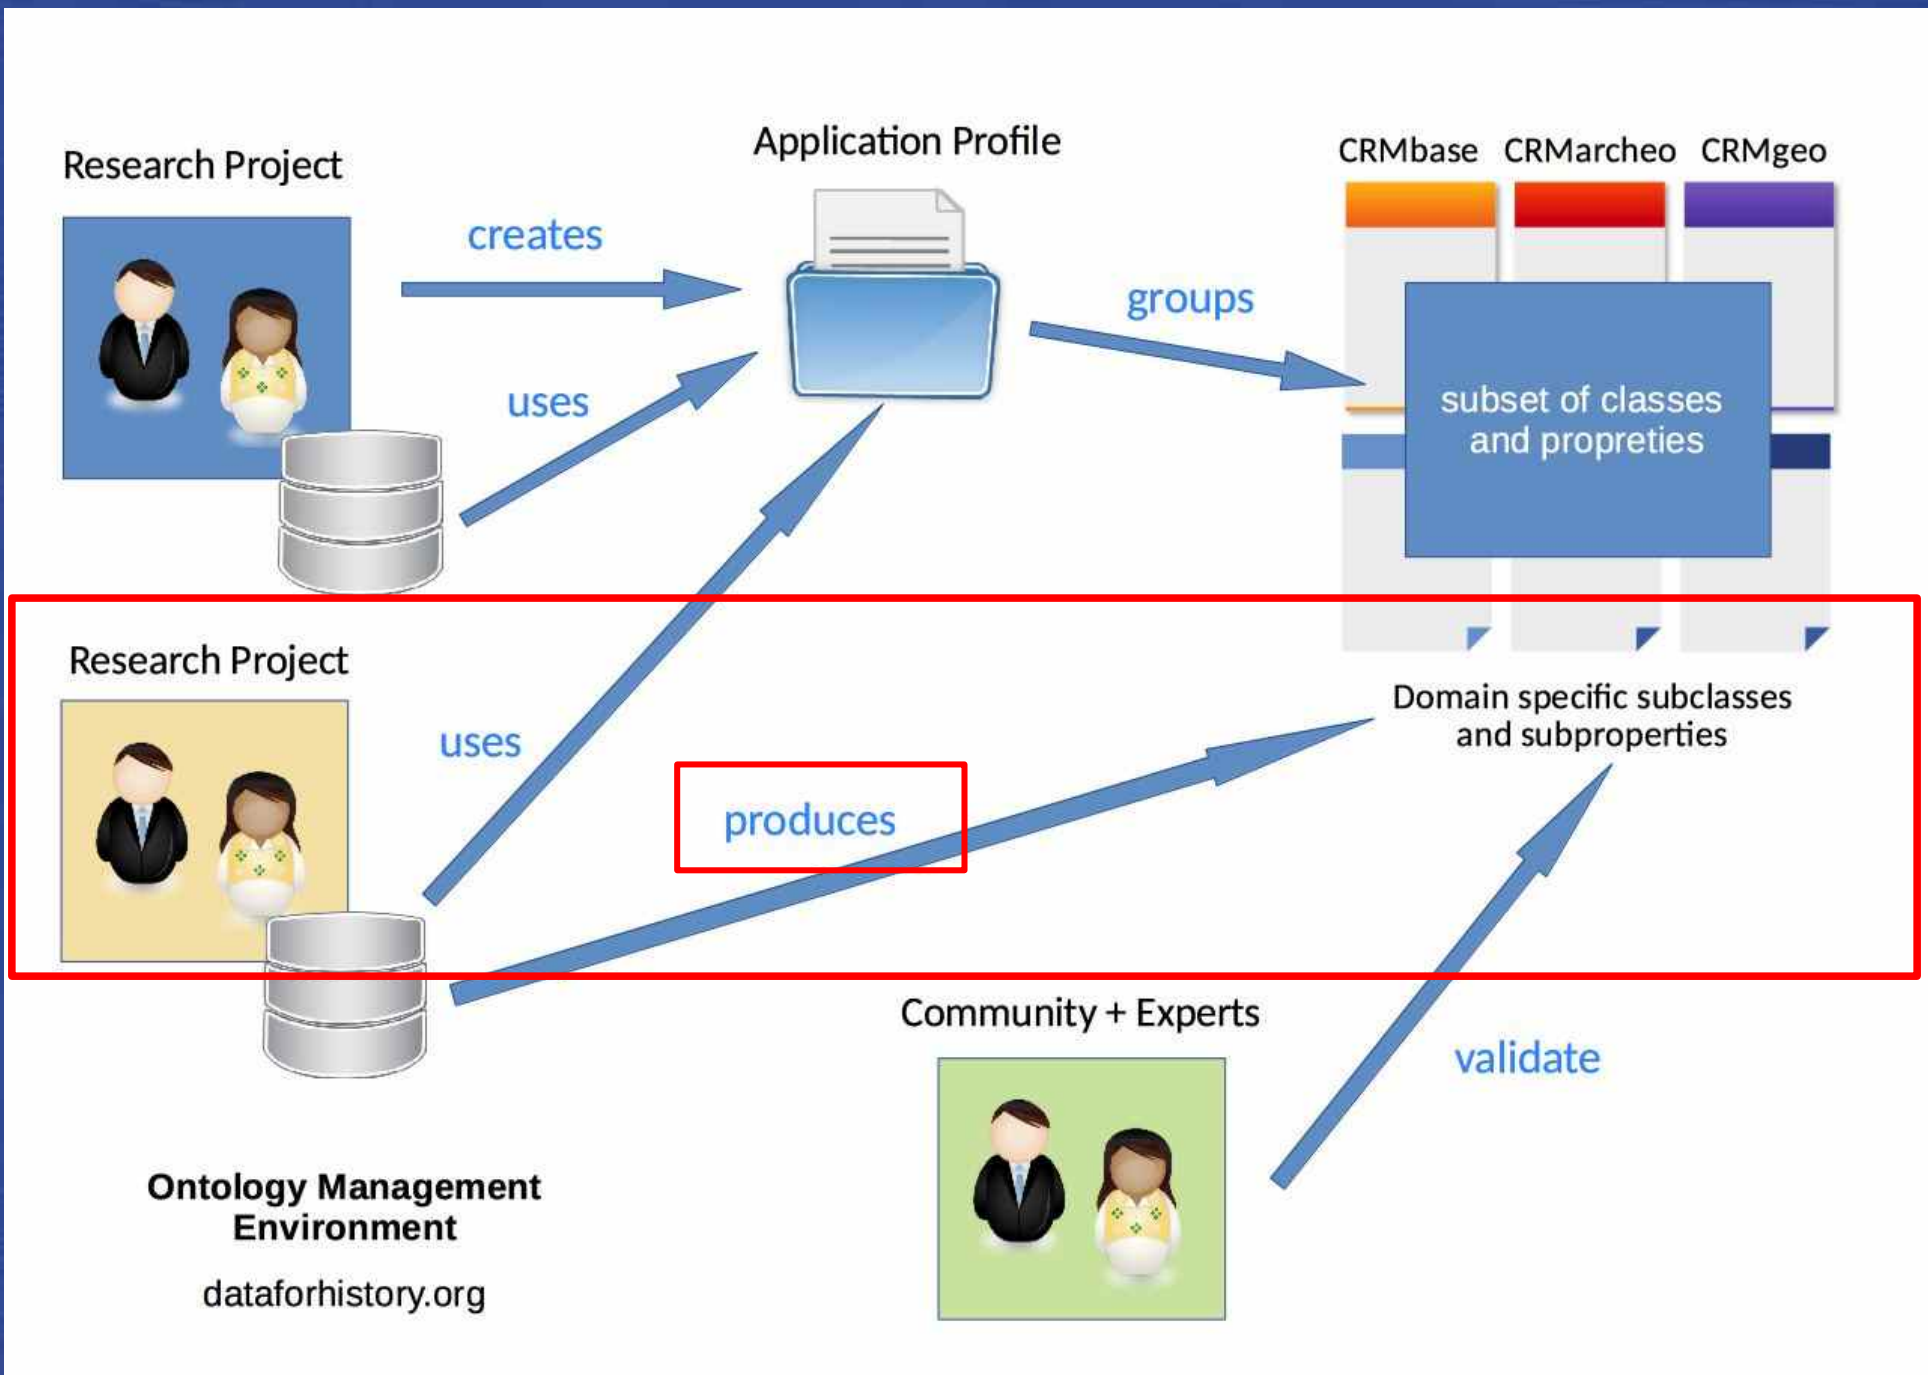 Research Project
Application Profile
CRMbase CRMarcheo CRMgeo
creates
groups
uses
subset of classes
and propreties
Research Project
Domain specific subclasses
and subproperties
uses
produces
Community + Experts
validate
Ontology Management
Environment
dataforhistory.org